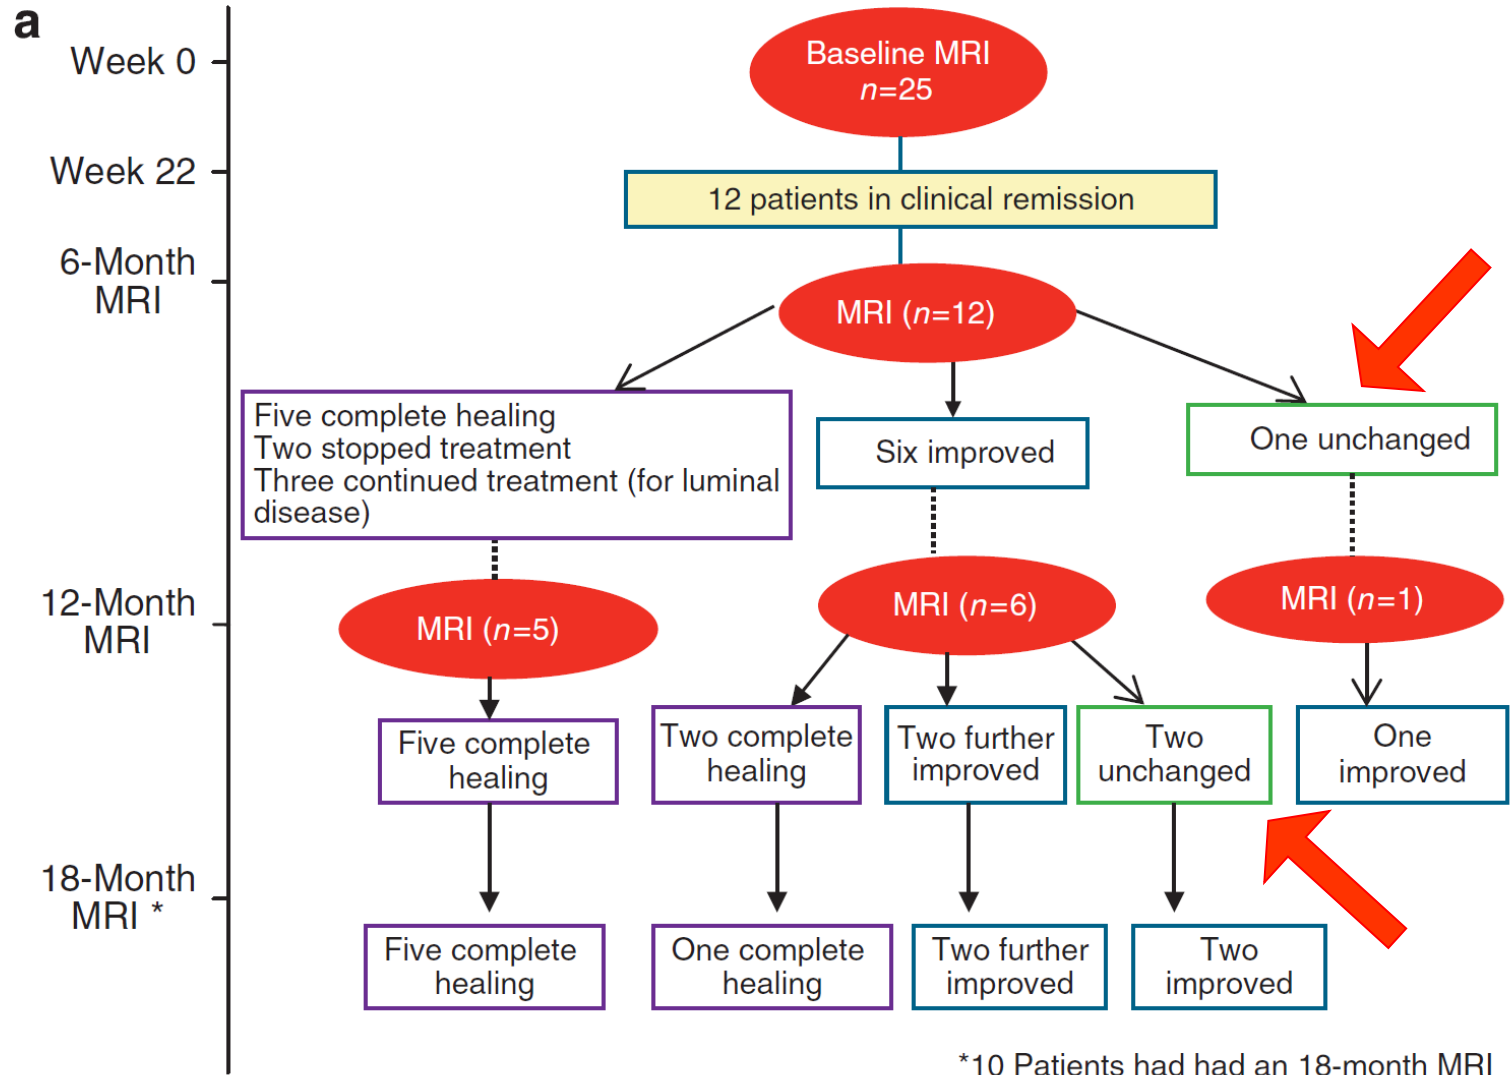 a
Week 0
Baseline MRI
n=25
Week 22
12 patients in clinical remission
6-Month
MRI
MRI (n=12)
Five complete healing
Two stopped treatment
Three continued treatment (for luminal
disease)
Six improved
One unchanged
12-Month
MRI
MRI (n=5)
MRI (n=6)
MRI (n=1)
Five complete
healing
Two complete
healing
Two further
improved
Two
unchanged
One
improved
18-Month
MRI *
Five complete
healing
One complete
healing
Two further
improved
Two
improved
*10 Patients had had an 18-month MRI